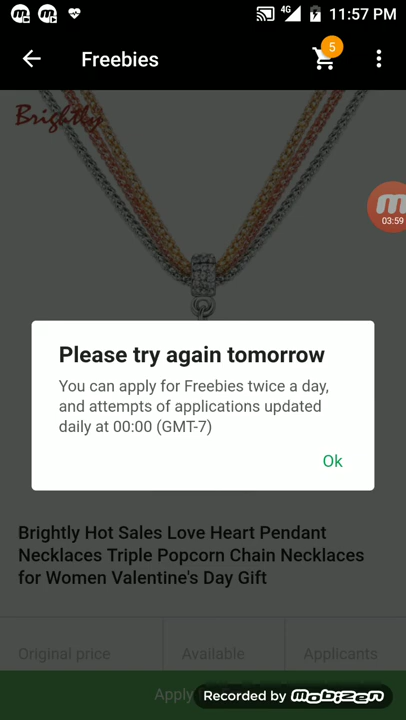 4G 11:57 PM
Freebies
5
Brightly
03:59
Please try again tomorrow
You can apply for Freebies twice a day,
and attempts of applications updated
daily at 00:00 (GMT-7)
Ok
Brightly Hot Sales Love Heart Pendant
Necklaces Triple Popcorn Chain Necklaces
for Women Valentine's Day Gift
Original price Available Applicants
Apply
Recorded by mobizen